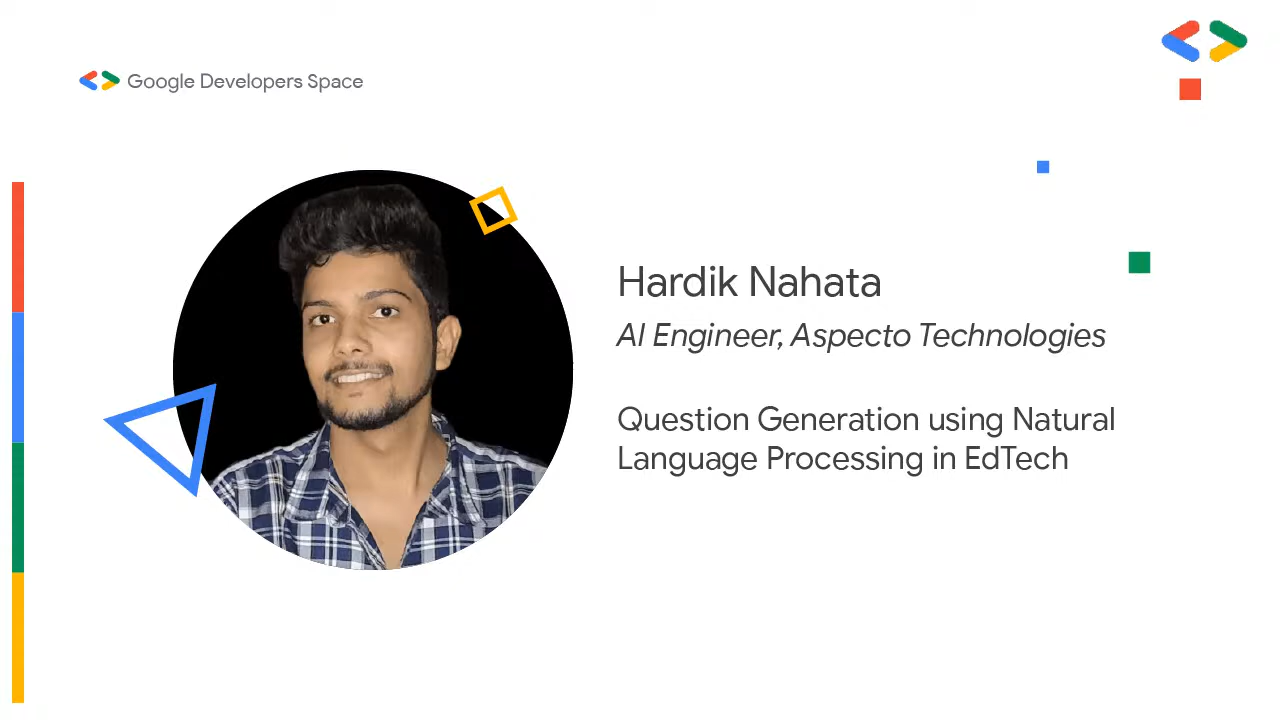 Google Developers Space
Hardik Nahata
AI Engineer, Aspecto Technologies
Question Generation using Natural
Language Processing in EdTech